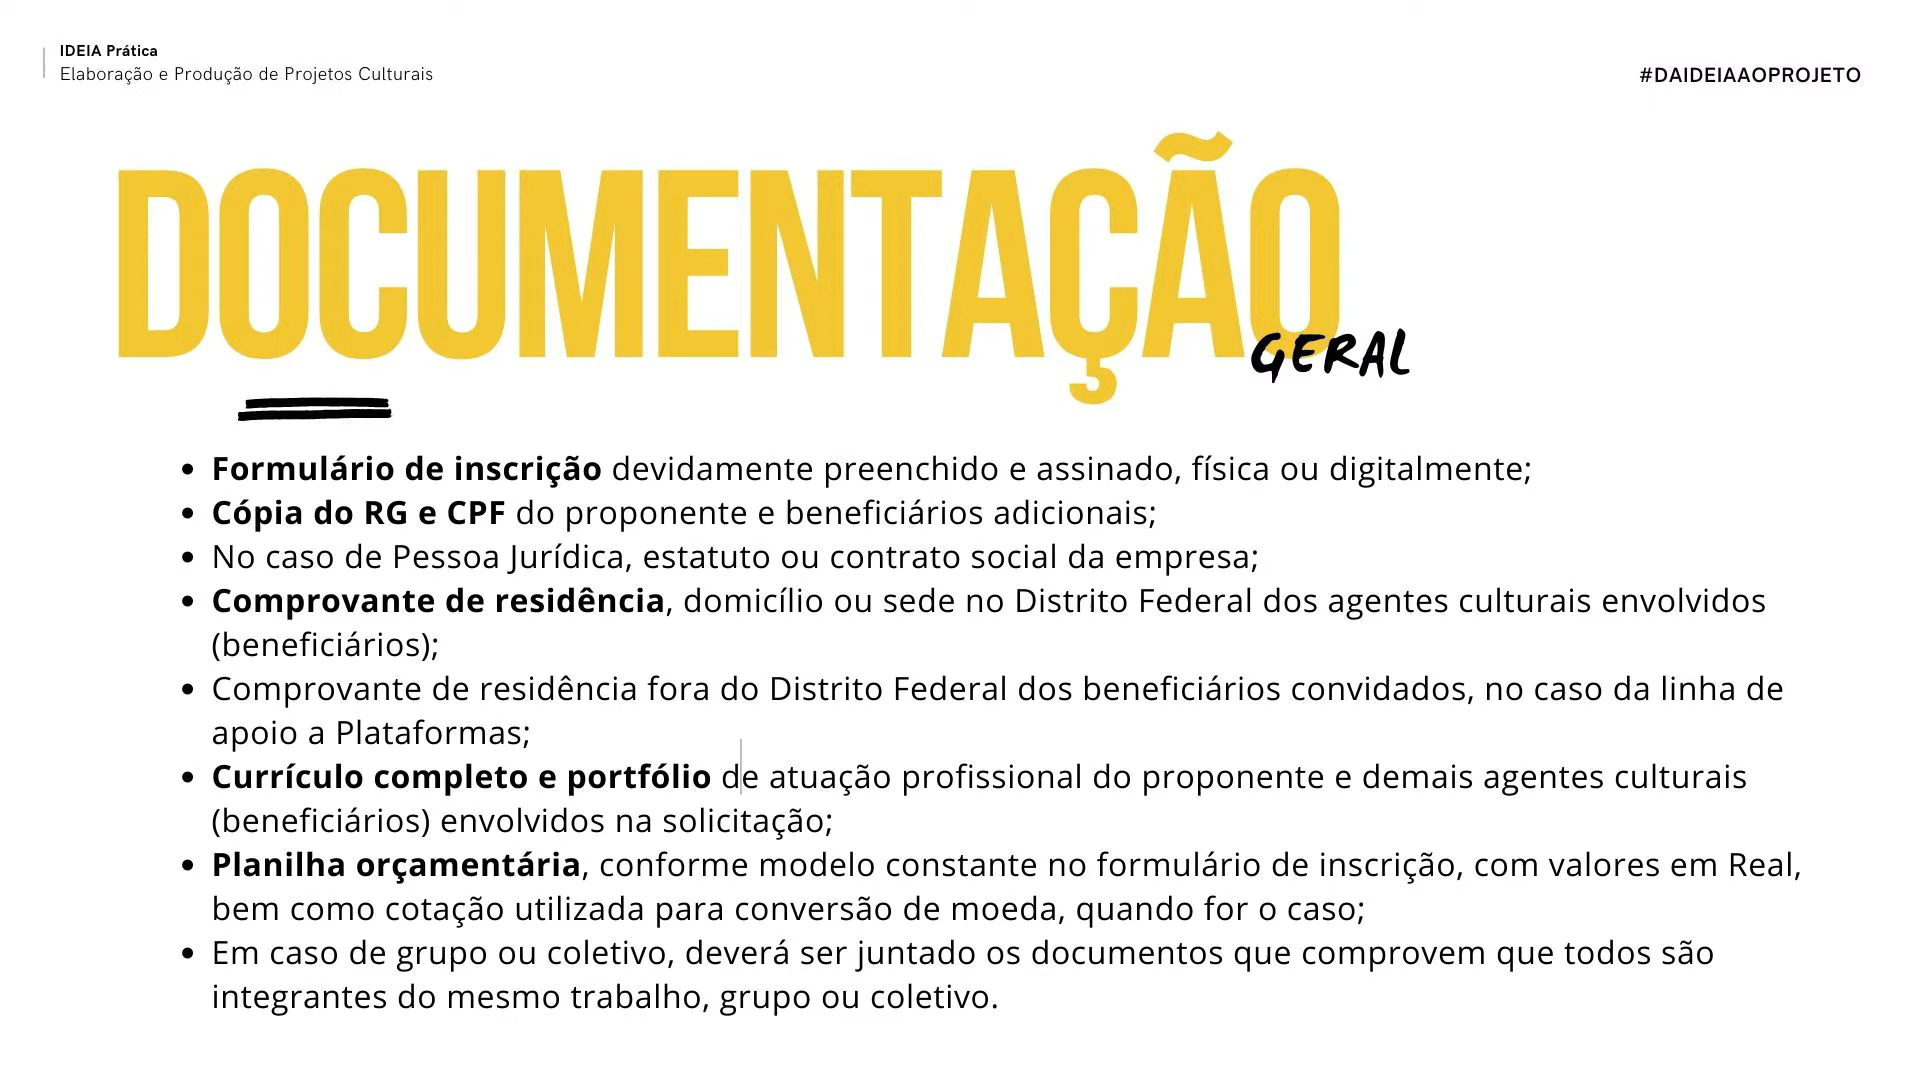 IDEIA Prática
Elaboração e Produção de Projetos Culturais
#DAIDEIAAOPROJETO
DOCUMENTAÇÃO
GERAL
• Formulário de inscrição devidamente preenchido e assinado, física ou digitalmente;
• Cópia do RG e CPF do proponente e beneficiários adicionais;
• No caso de Pessoa Jurídica, estatuto ou contrato social da empresa;
• Comprovante de residência, domicílio ou sede no Distrito Federal dos agentes culturais envolvidos
(beneficiários);
• Comprovante de residência fora do Distrito Federal dos beneficiários convidados, no caso da linha de
apoio a Plataformas;
• Currículo completo e portfólio de atuação profissional do proponente e demais agentes culturais
(beneficiários) envolvidos na solicitação;
• Planilha orçamentária, conforme modelo constante no formulário de inscrição, com valores em Real,
bem como cotação utilizada para conversão de moeda, quando for o caso;
• Em caso de grupo ou coletivo, deverá ser juntado os documentos que comprovem que todos são
integrantes do mesmo trabalho, grupo ou coletivo.